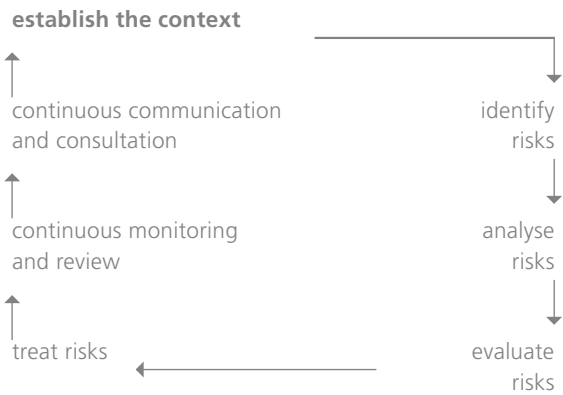 establish the context
continuous communication
and consultation
identify
risks
continuous monitoring
and review
analyse
risks
treat risks
evaluate
risks